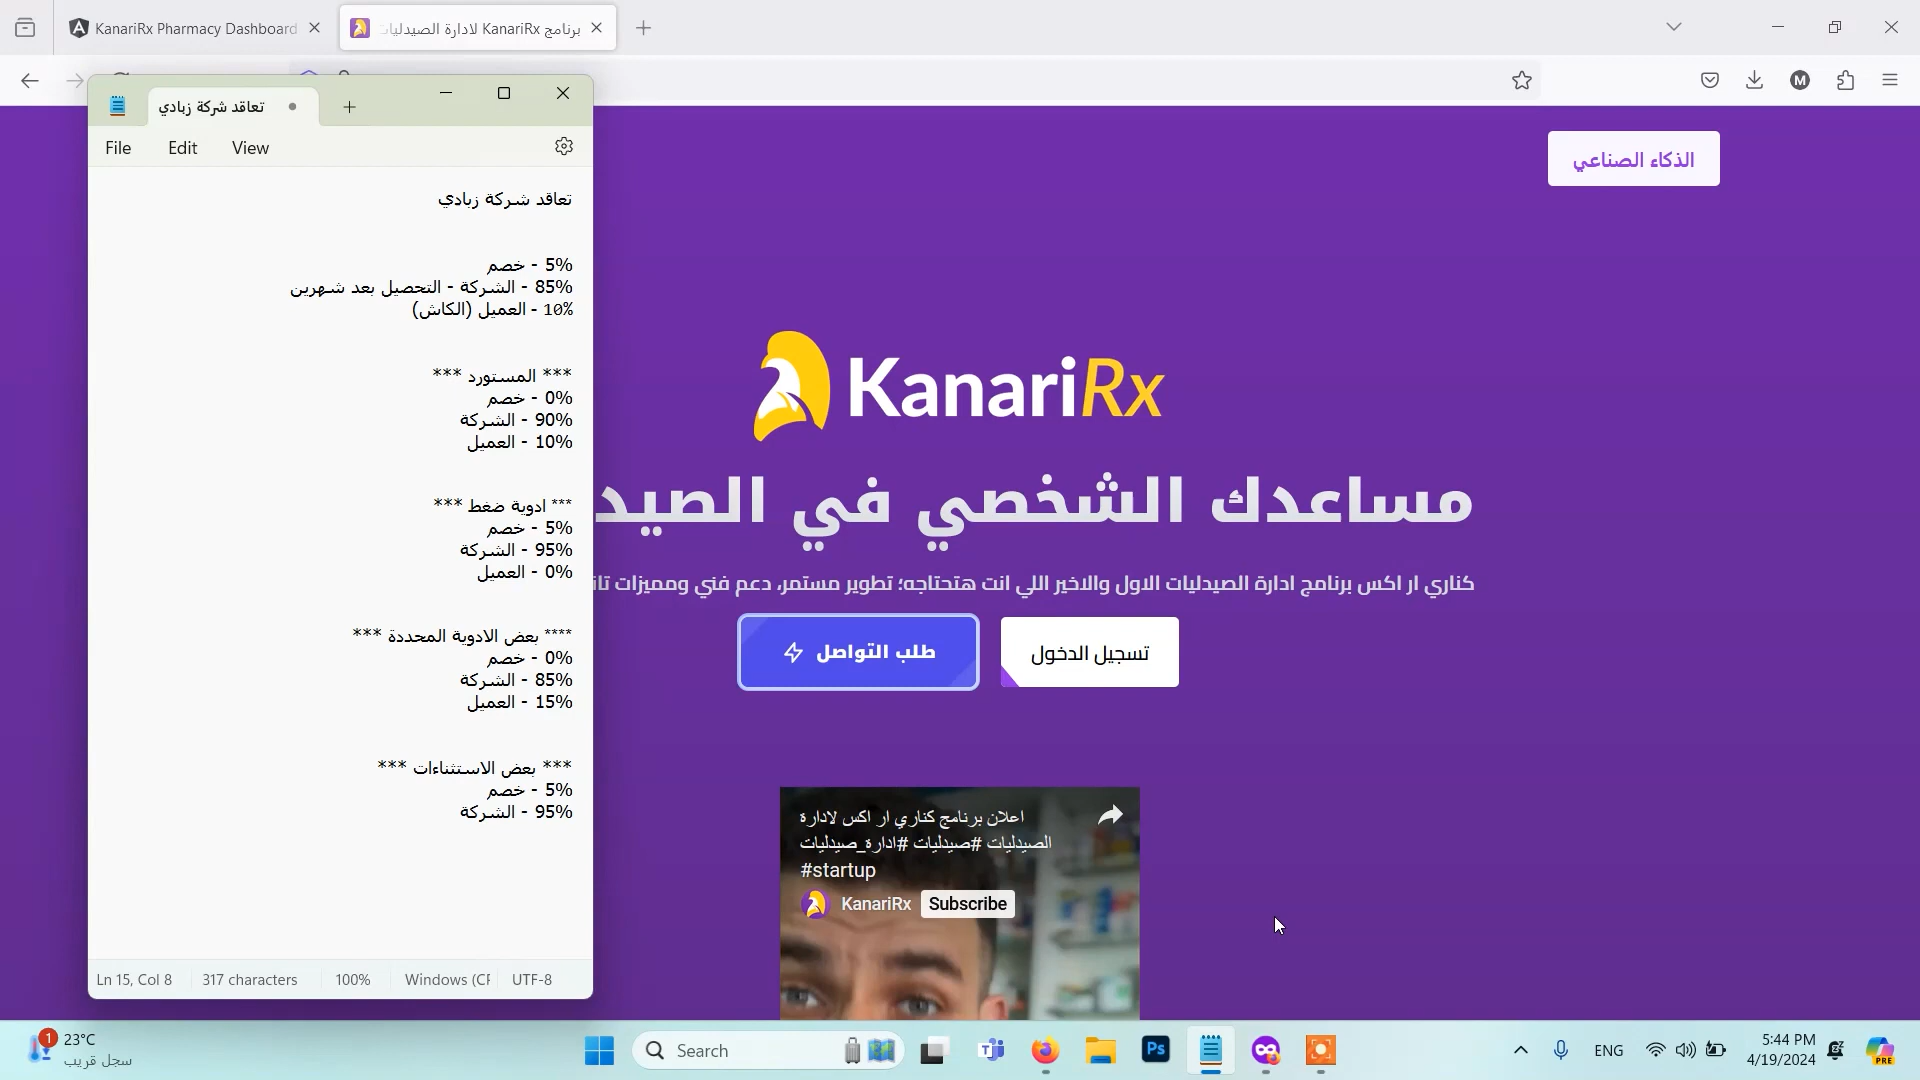 KanariRx Pharmacy Dashboard
برنامج KanariRx لادارة الصيدليات
تعاقد شركة زبادي
File Edit View
تعاقد شركة زبادي
5% - خصم
85% - الشركة - التحصيل بعد شهرين
10% - العميل (الكاش)
*** المستورد ***
0% - خصم
90% - الشركة
10% - العميل
*** ادوية ضغط ***
5% - خصم
95% - الشركة
0% - العميل
**** بعض الادوية المحددة ***
0% - خصم
85% - الشركة
15% - العميل
*** بعض الاستثناءات ***
5% - خصم
95% - الشركة
Ln 15, Col 8 317 characters 100% Windows (CF UTF-8
الذكاء الصناعي
KanariRx
مساعدك الشخصي في الصيد
كناري ار اكس برنامج ادارة الصيدليات الاول والاخير اللي انت هتحتاجه؛ تطوير مستمر، دعم فني ومميزات
طلب التواصل
تسجيل الدخول
اعلان برنامج كناري ار اكس لادارة
الصيدليات #صيدليات #ادارة_صيدليات
#startup
KanariRx Subscribe
1
23°C
سجل قريب
Search
Ps
ENG
5:44 PM
4/19/2024
PRE
M